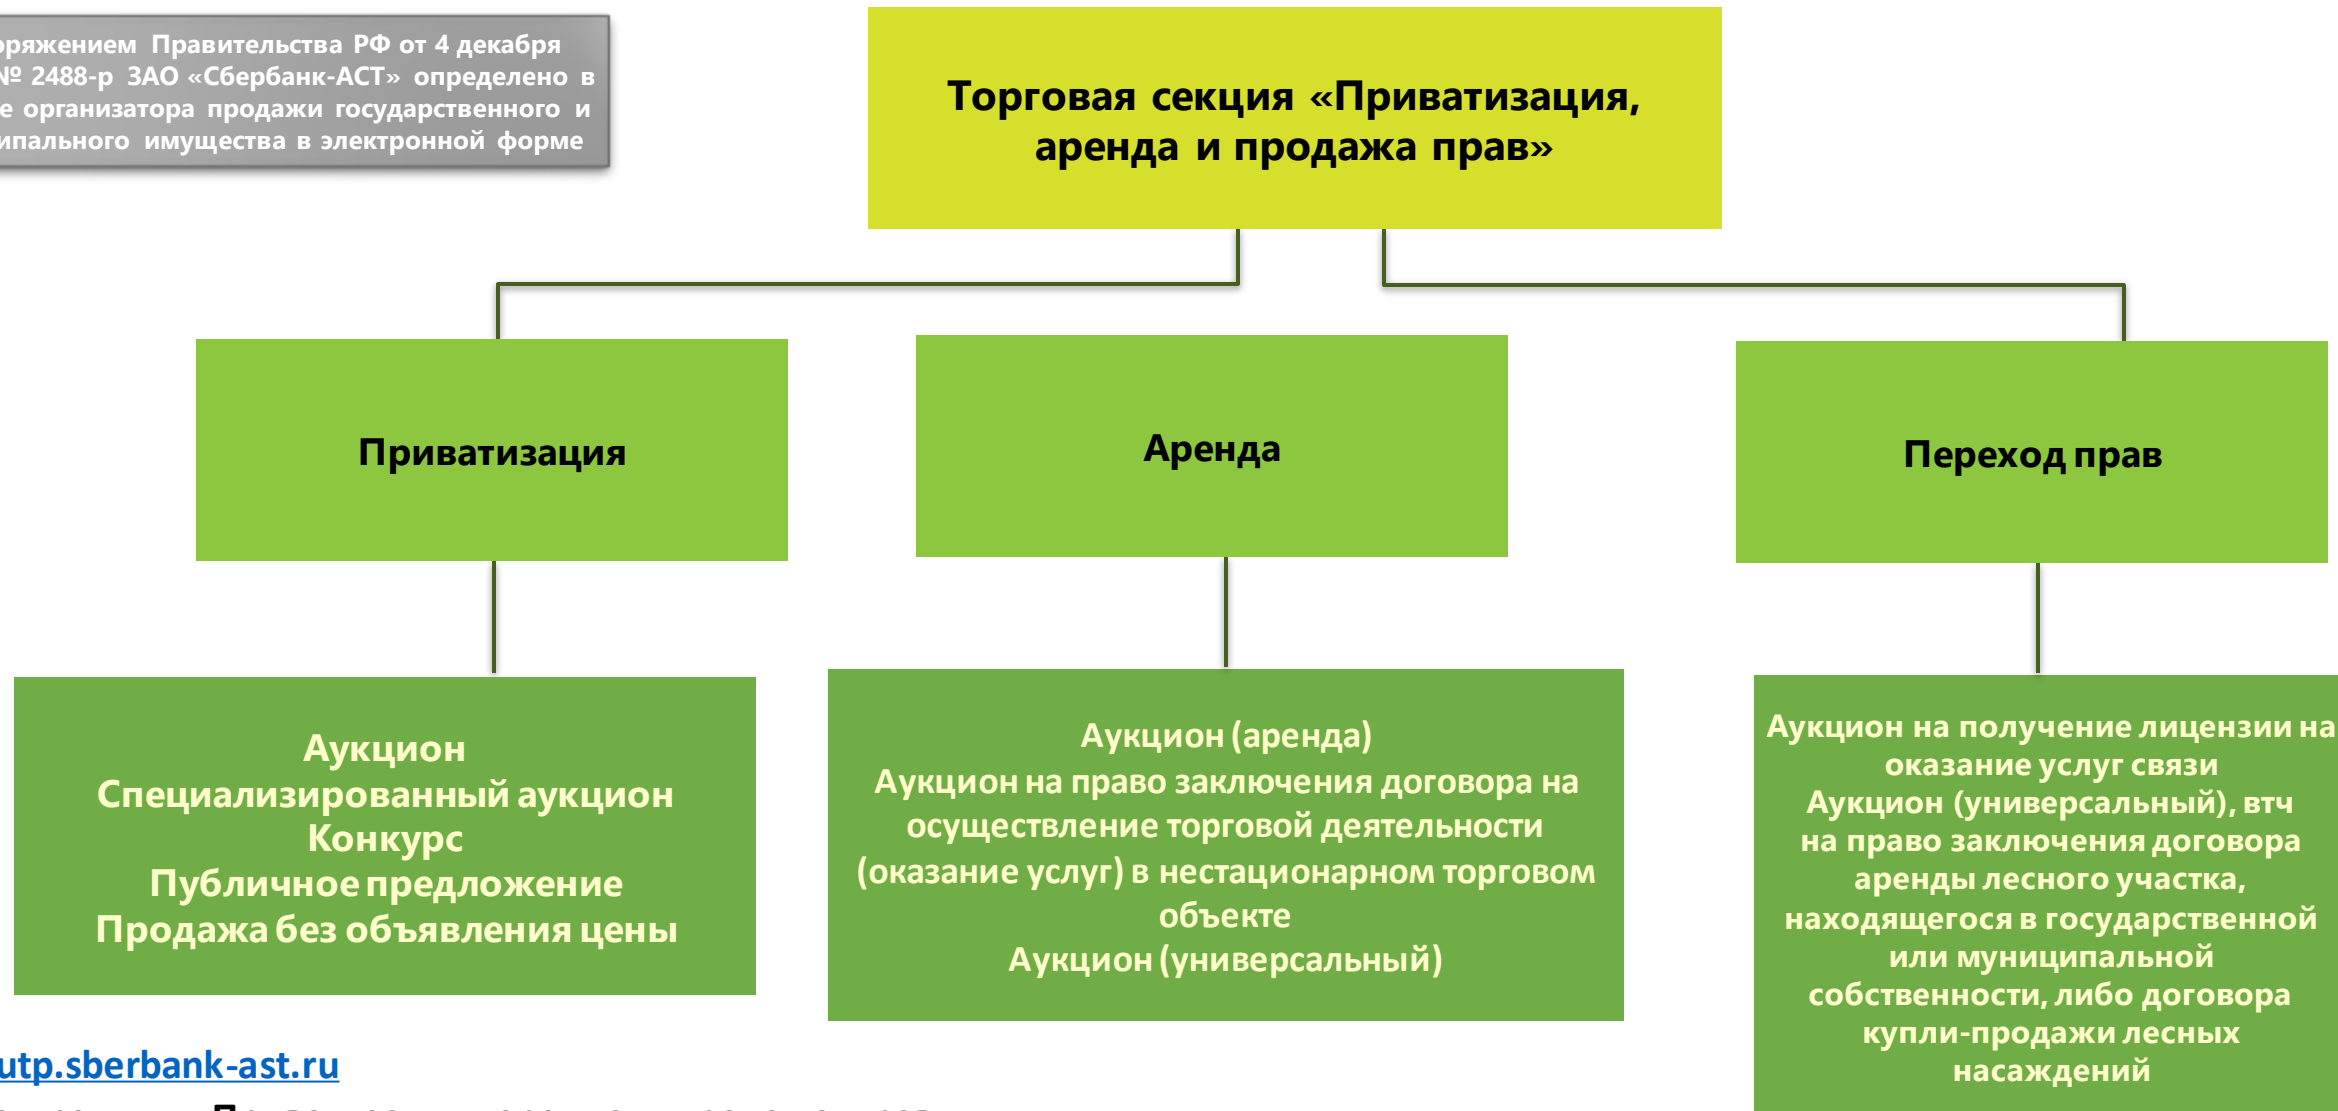 Правительства РФ от 4 декабря
№ 2488-р ЗАО «Сбербанк-АСТ» определено в
организатора продажи государственного и
имущества в электронной форме
Торговая секция «Приватизация,
аренда и продажа прав»
Приватизация
Аренда
Переход прав
Аукцион
Специализированный аукцион
Конкурс
Публичное предложение
Продажа без объявления цены
Аукцион (аренда)
Аукцион на право заключения договора на
осуществление торговой деятельности
(оказание услуг) в нестационарном торговом
объекте
Аукцион (универсальный)
Аукцион на получение лицензии на
оказание услуг связи
Аукцион (универсальный), втч
на право заключения договора
аренды лесного участка,
находящегося в государственной
или муниципальной
собственности, либо договора
купли-продажи лесных
насаждений
utp.sberbank-ast.ru